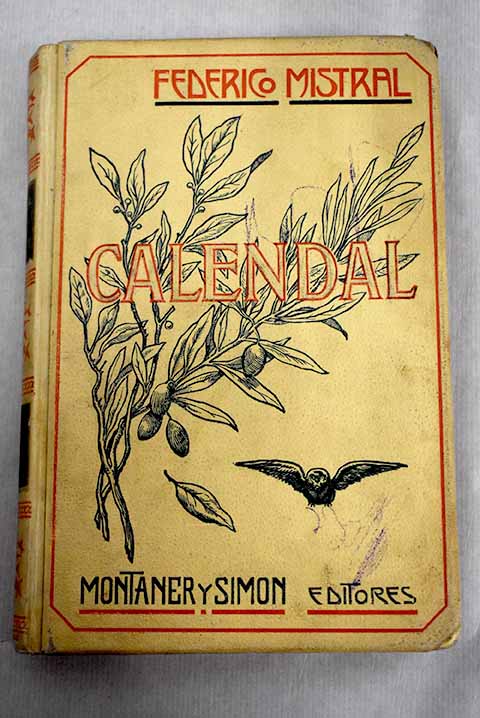 FEDERICO MISTRAL
CALENDAL
MONTANER Y SIMON EDITORES